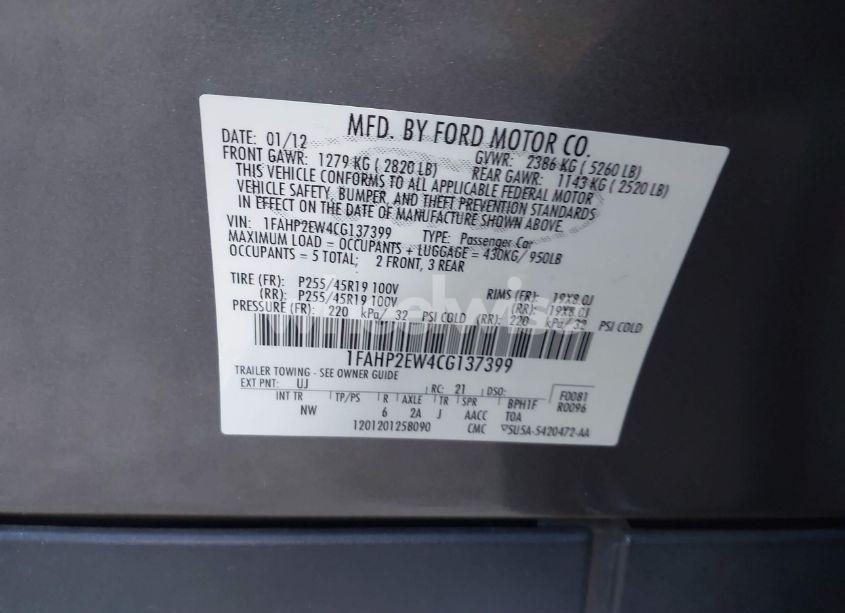 MFD. BY FORD MOTOR CO.
DATE: 01/12 GVWR: 2386 KG ( 5260 LB)
FRONT GAWR: 1279 KG ( 2820 LB) REAR GAWR: 1143 KG ( 2520 LB)
THIS VEHICLE CONFORMS TO ALL APPLICABLE FEDERAL MOTOR
VEHICLE SAFETY, BUMPER, AND THEFT PREVENTION STANDARDS
IN EFFECT ON THE DATE OF MANUFACTURE SHOWN ABOVE.
VIN: 1FAHP2EW4CG137399 TYPE: Passenger Car
MAXIMUM LOAD = OCCUPANTS + LUGGAGE = 430KG/ 950LB
OCCUPANTS = 5 TOTAL; 2 FRONT, 3 REAR
TIRE (FR): P255/45R19 100V RIMS (FR): 19X8.0J
(RR): P255/45R19 100V (RR): 19X8.0J
PRESSURE (FR): 220 kPa/ 32 PSI COLD (RR): 220 kPa/ 32 PSI COLD
1FAHP2EW4CG137399
TRAILER TOWING - SEE OWNER GUIDE
EXT PNT: UJ RC: 21 DSO:
INT TR TP/PS R AXLE TR SPR BPH1F F0081
NW 6 2A J AACC TOA R0096
1201201258090 CMC 5U5A-5420472-AA